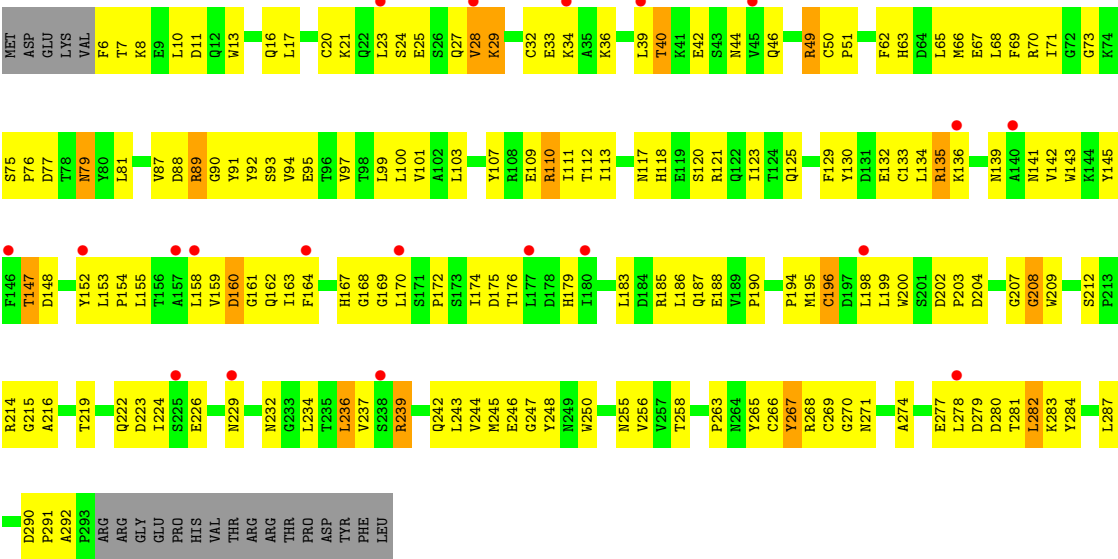 MET ASP GLU LYS VAL F6 T7 K8 E9 L10 D11 Q12 W13 Q16 L17 C20 K21 Q22 L23 S24 E25 S26 Q27 V28 K29 C32 E33 K34 A35 K36 L39 T40 K41 E42 S43 N44 V45 Q46 R49 C50 P51 F62 H63 D64 L65 M66 E67 L68 F69 R70 I71 G72 G73 K74
S75 P76 D77 T78 N79 Y80 L81 V87 D88 R89 G90 Y91 Y92 S93 V94 E95 T96 V97 T98 L99 L100 V101 A102 L103 Y107 R108 E109 R110 I111 T112 I113 N117 H118 E119 S120 R121 Q122 I123 T124 Q125 F129 Y130 D131 E132 C133 L134 R135 K136 N139 A140 N141 V142 W143 K144 Y145
F146 T147 D148 Y152 L153 P154 L155 T156 A157 L158 V159 D160 G161 Q162 I163 F164 H167 G168 G169 L170 S171 P172 S173 I174 D175 T176 L177 D178 H179 I180 L183 D184 R185 L186 Q187 E188 V189 P190 P194 M195 C196 D197 L198 L199 W200 S201 D202 P203 D204 G207 G208 W209 S212 P213
R214 G215 A216 T219 Q222 D223 I224 S225 E226 N229 N232 G233 L234 T235 L236 V237 S238 R239 Q242 L243 V244 M245 E246 G247 Y248 N249 W250 N255 V256 V257 T258 P263 N264 Y265 C266 Y267 R268 C269 G270 N271 A274 E277 L278 D279 D280 T281 L282 K283 Y284 L287
D290 P291 A292 P293 ARG ARG GLY GLU PRO HIS VAL THR ARG ARG THR PRO ASP TYR PHE LEU